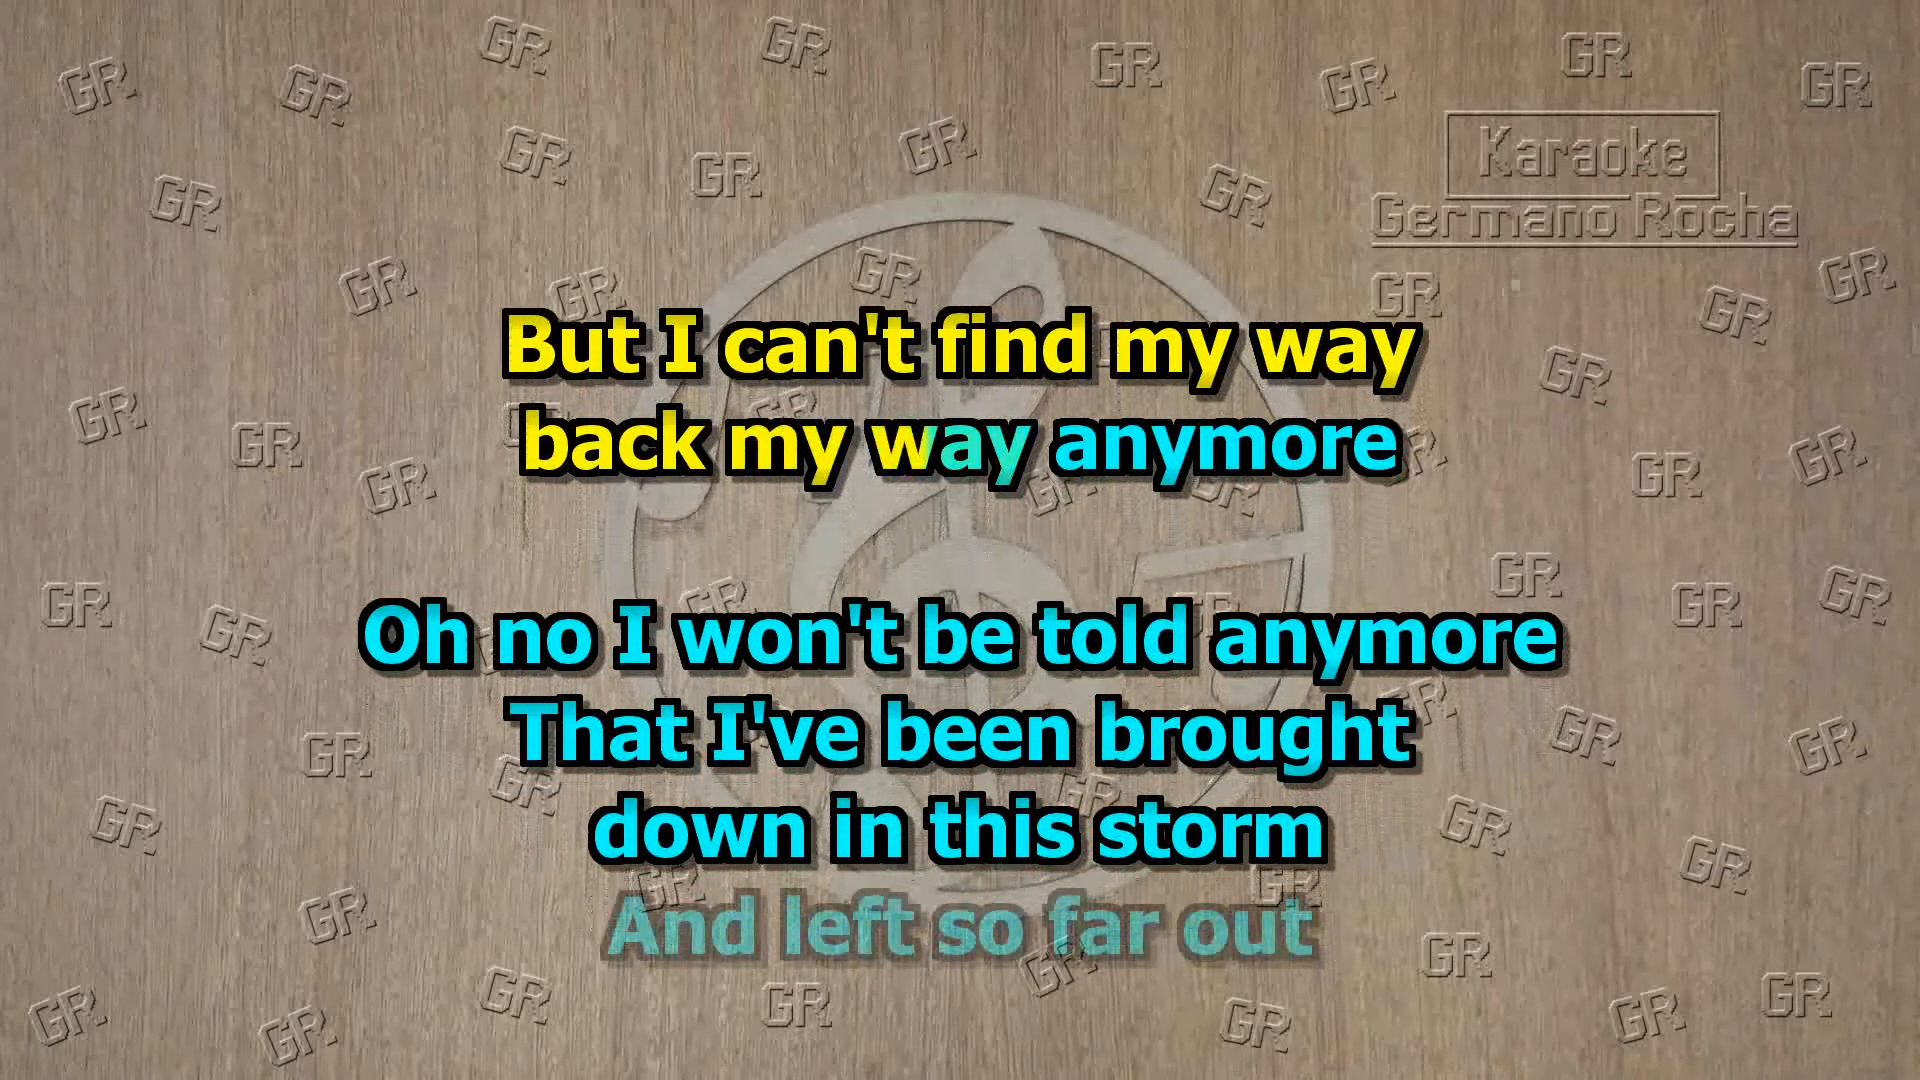 Karaoke
Germano Rocha
But I can't find my way
back my way anymore
Oh no I won't be told anymore
That I've been brought
down in this storm
And left so far out
GR